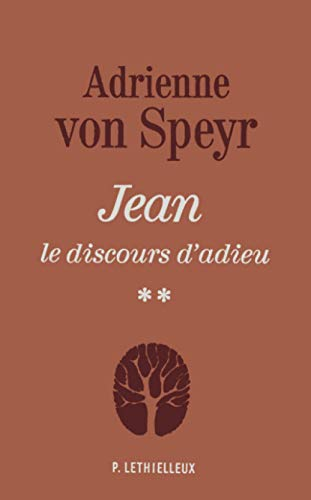 Adrienne
von Speyr
Jean
le discours d'adieu
**
P. LETHIELLEUX